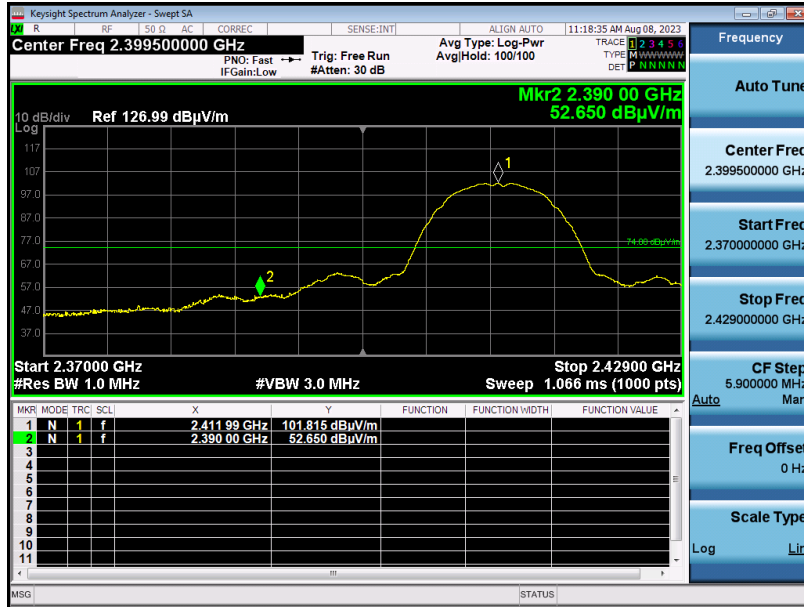 Keysight Spectrum Analyzer - Swept SA
LXI R RF 50 Ω AC CORREC SENSE:INT ALIGN AUTO 11:18:35 AM Aug 08, 2023
Center Freq 2.399500000 GHz
PNO: Fast
IFGain:Low
Trig: Free Run
#Atten: 30 dB
Avg Type: Log-Pwr
Avg|Hold: 100/100
TRACE 1 2 3 4 5 6
TYPE M W W W W W
DET P N N N N N
Mkr2 2.390 00 GHz
52.650 dBµV/m
10 dB/div Ref 126.99 dBµV/m
Log
117
107
97.0
87.0
77.0
67.0
57.0
47.0
37.0
1
2
74.00 dBµV/m
Start 2.37000 GHz Stop 2.42900 GHz
#Res BW 1.0 MHz #VBW 3.0 MHz Sweep 1.066 ms (1000 pts)
MKR MODE TRC SCL X Y FUNCTION FUNCTION WIDTH FUNCTION VALUE
1 N 1 f 2.411 99 GHz 101.815 dBµV/m
2 N 1 f 2.390 00 GHz 52.650 dBµV/m
3
4
5
6
7
8
9
10
11
MSG STATUS
Frequency
Auto Tune
Center Freq
2.399500000 GHz
Start Freq
2.370000000 GHz
Stop Freq
2.429000000 GHz
CF Step
5.900000 MHz
Auto Man
Freq Offset
0 Hz
Scale Type
Log Lin